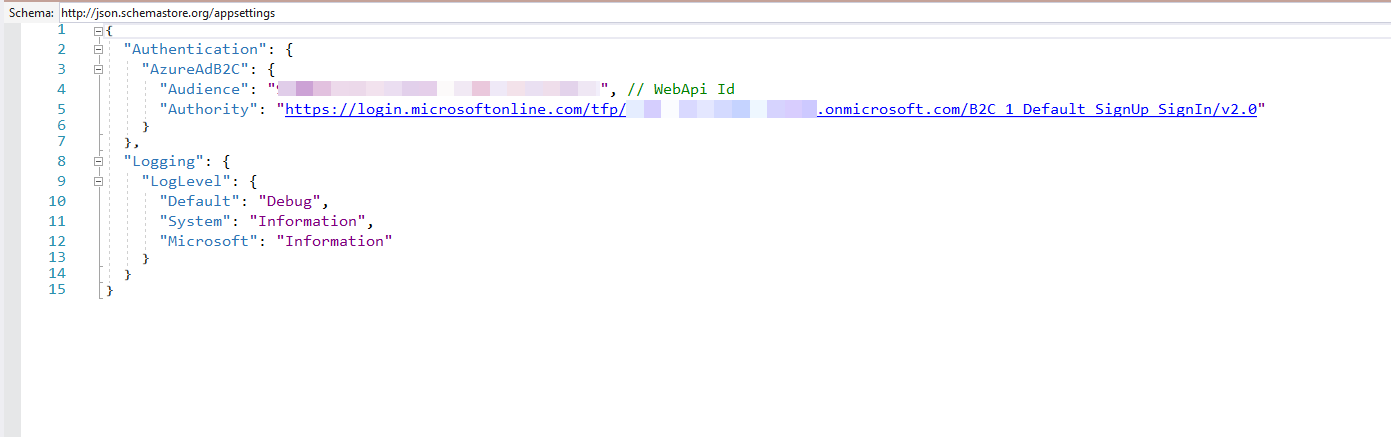 Schema: http://json.schemastore.org/appsettings
1 {
2 "Authentication": {
3 "AzureAdB2C": {
4 "Audience": "", // WebApi Id
5 "Authority": "https://login.microsoftonline.com/tfp/ .onmicrosoft.com/B2C_1_Default_SignUp_SignIn/v2.0"
6 }
7 },
8 "Logging": {
9 "LogLevel": {
10 "Default": "Debug",
11 "System": "Information",
12 "Microsoft": "Information"
13 }
14 }
15 }